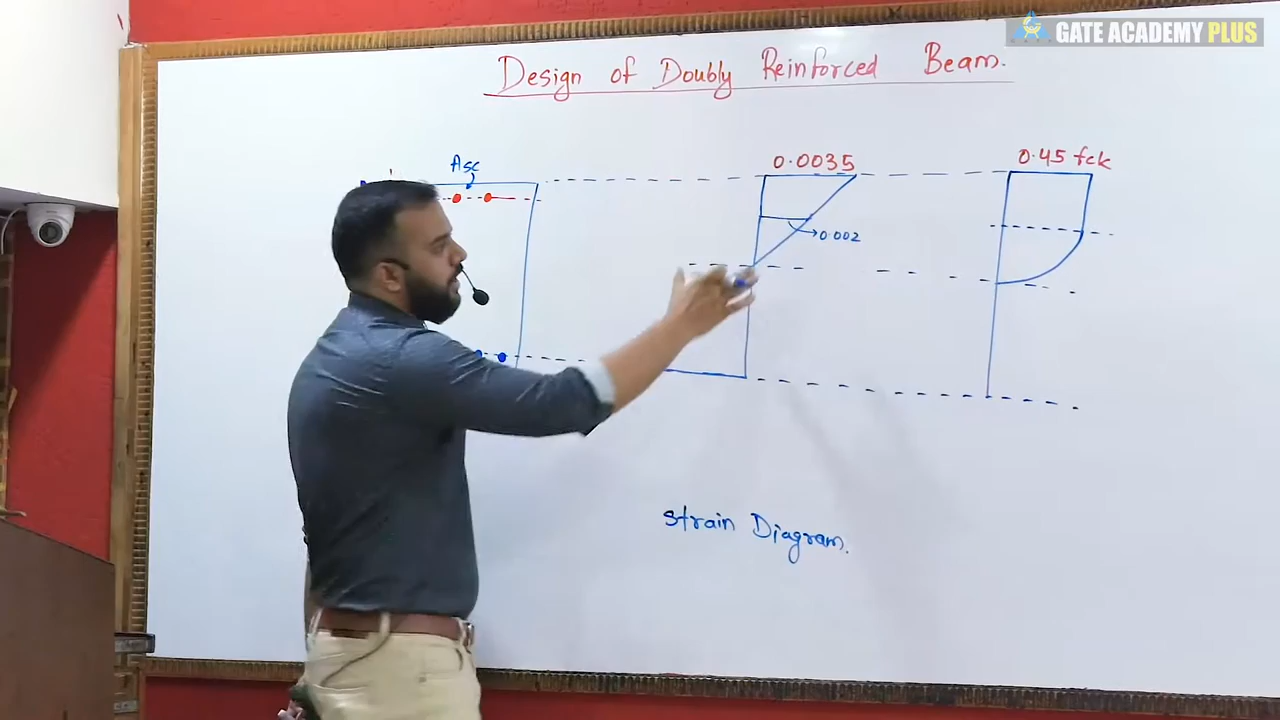 GATE ACADEMY PLUS
Design of Doubly Reinforced Beam.
Asc
0.0035
0.45 fck
0.002
strain Diagram.